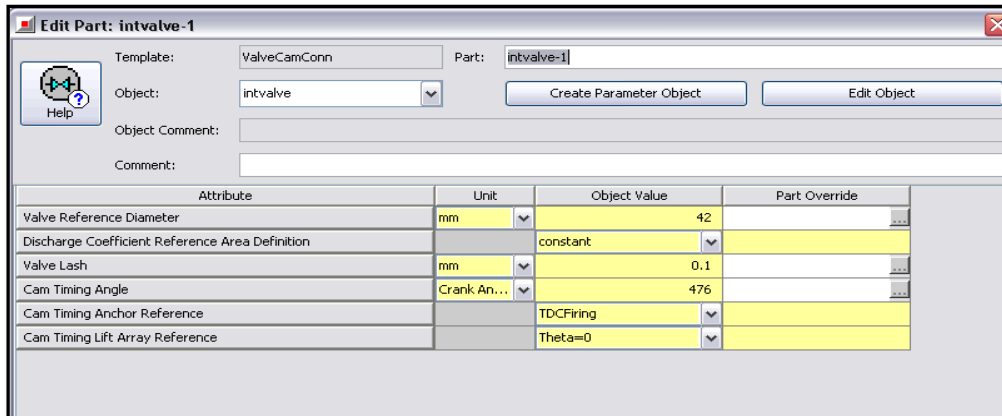 Edit Part: intvalve-1
Template: ValveCamConn Part: intvalve-1
Object: intvalve Create Parameter Object Edit Object
Help
Object Comment:
Comment:
Attribute Unit Object Value Part Override
Valve Reference Diameter mm 42 ...
Discharge Coefficient Reference Area Definition constant
Valve Lash mm 0.1 ...
Cam Timing Angle Crank An... 476 ...
Cam Timing Anchor Reference TDCFiring
Cam Timing Lift Array Reference Theta=0